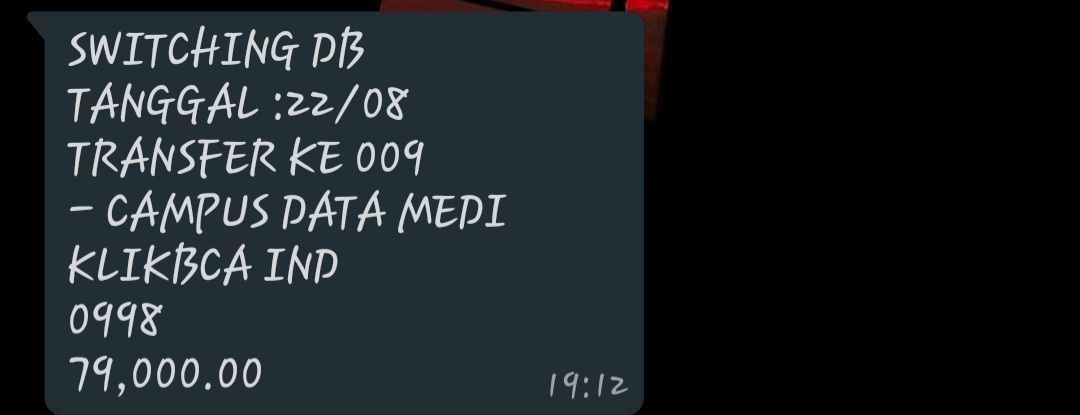 SWITCHING DB
TANGGAL :22/08
TRANSFER KE 009
- CAMPUS DATA MEDI
KLIKBCA IND
0998
79,000.00
19:12